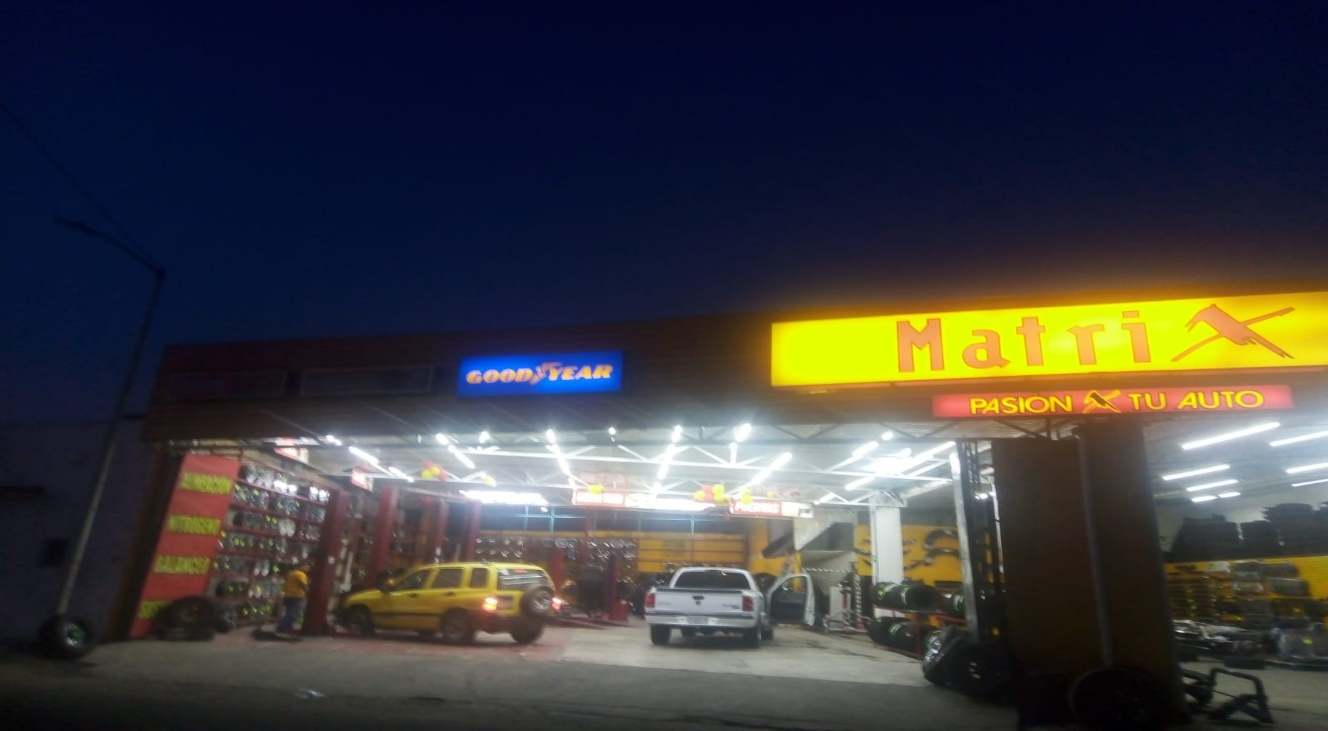 GOODYEAR
MatriX
PASION X TU AUTO
ALINEACION
NITROGENO
BALANCEO